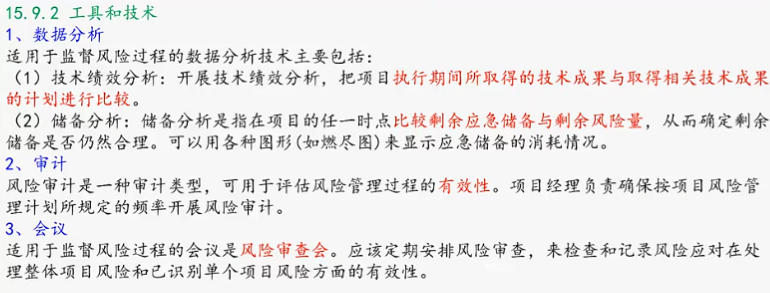 15.9.2 工具和技术
1、数据分析
适用于监督风险过程的数据分析技术主要包括：
（1）技术绩效分析：开展技术绩效分析，把项目执行期间所取得的技术成果与取得相关技术成果
的计划进行比较。
（2）储备分析：储备分析是指在项目的任一时点比较剩余应急储备与剩余风险量，从而确定剩余
储备是否仍然合理。可以用各种图形(如燃尽图)来显示应急储备的消耗情况。
2、审计
风险审计是一种审计类型，可用于评估风险管理过程的有效性。项目经理负责确保按项目风险管
理计划所规定的频率开展风险审计。
3、会议
适用于监督风险过程的会议是风险审查会。应该定期安排风险审查，来检查和记录风险应对在处
理整体项目风险和已识别单个项目风险方面的有效性。